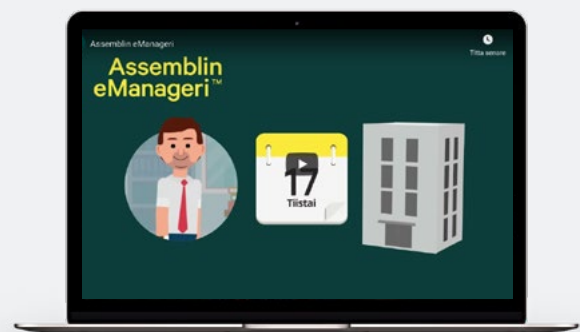 Assemblin eManageri
Titta senare
Assemblin
eManageri™
17
Tiistai